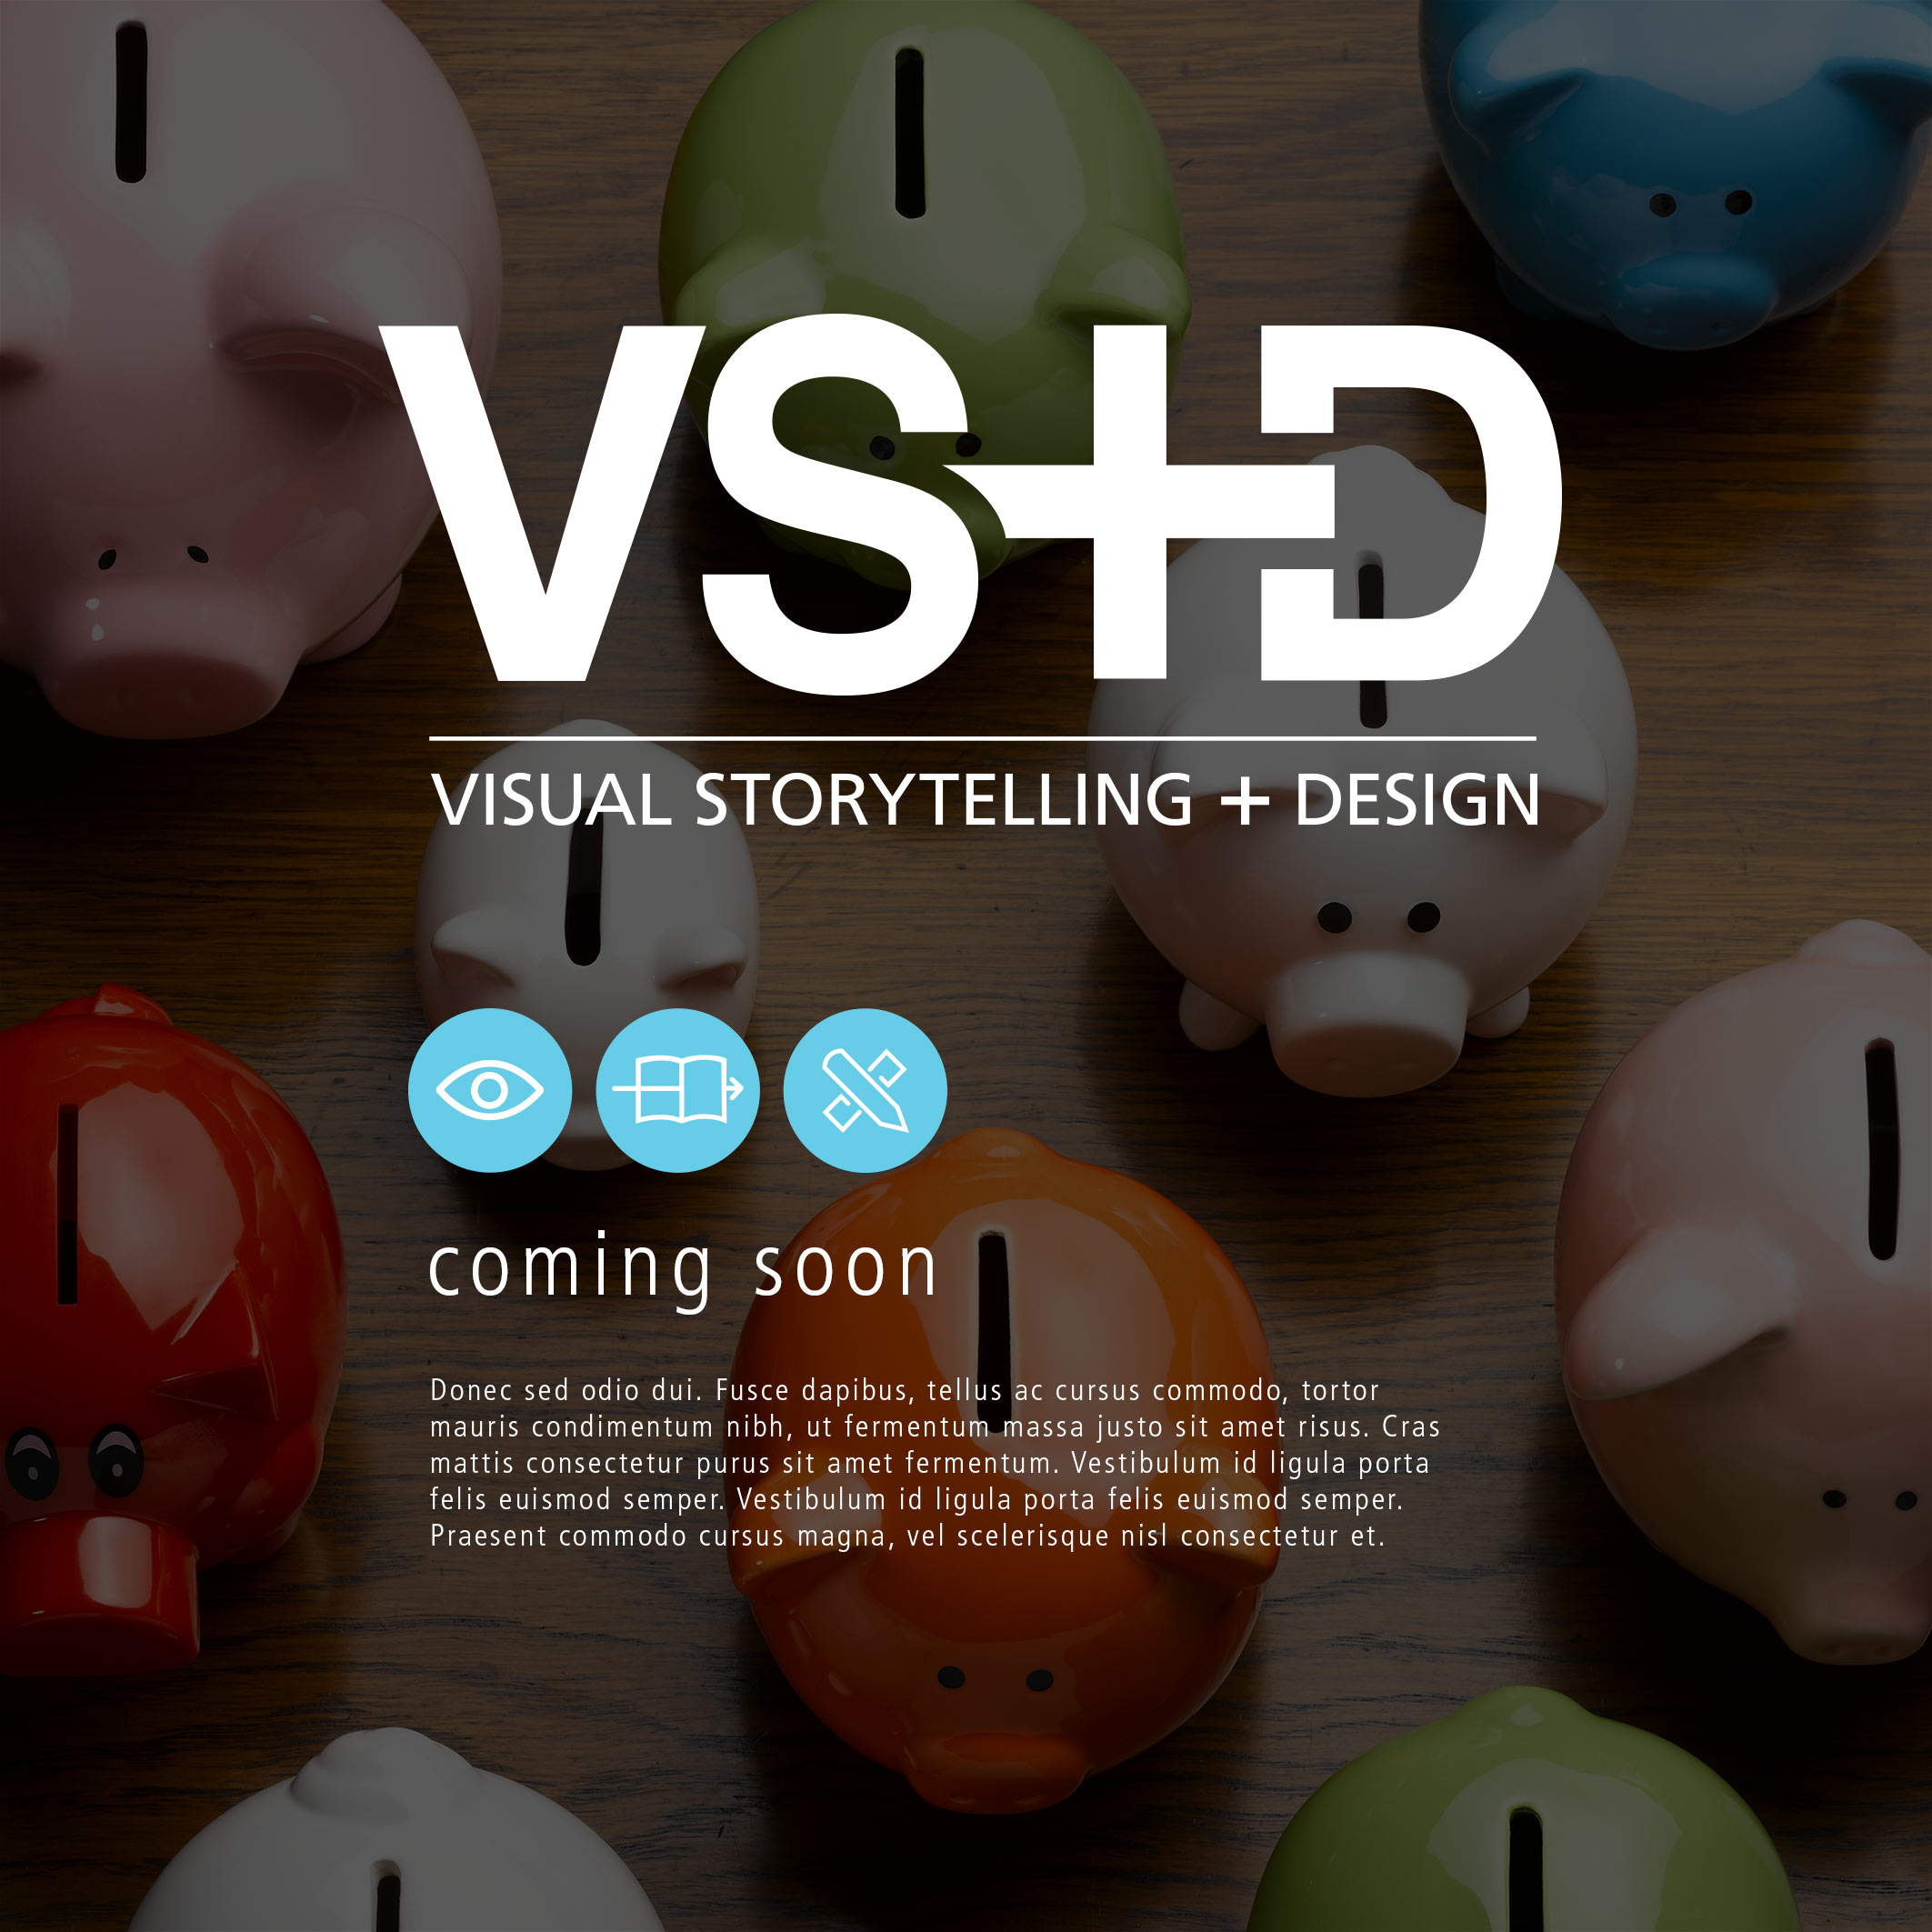 VS+D
VISUAL STORYTELLING + DESIGN
coming soon
Donec sed odio dui. Fusce dapibus, tellus ac cursus commodo, tortor
mauris condimentum nibh, ut fermentum massa justo sit amet risus. Cras
mattis consectetur purus sit amet fermentum. Vestibulum id ligula porta
felis euismod semper. Vestibulum id ligula porta felis euismod semper.
Praesent commodo cursus magna, vel scelerisque nisl consectetur et.